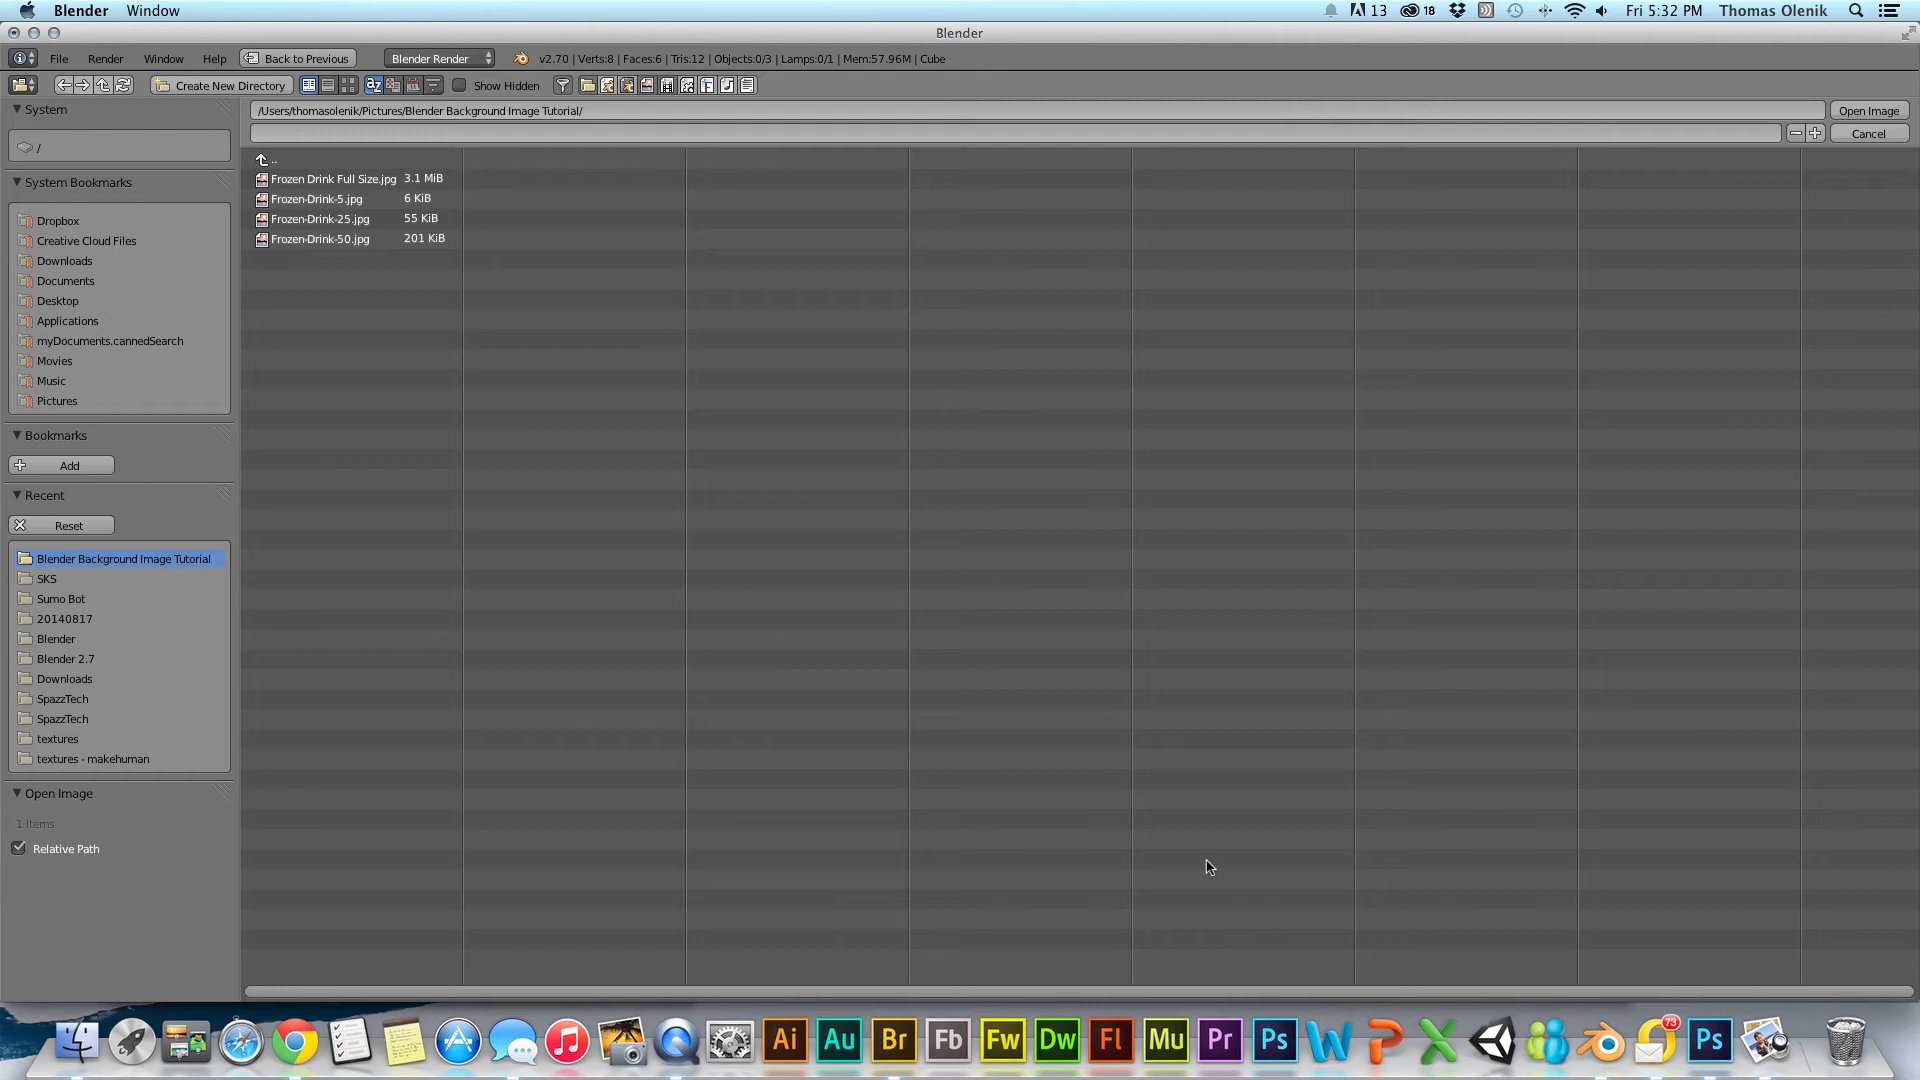 Blender Window 13 18 Fri 5:32 PM Thomas Olenik
Blender
File Render Window Help Back to Previous Blender Render v2.70 | Verts:8 | Faces:6 | Tris:12 | Objects:0/3 | Lamps:0/1 | Mem:57.96M | Cube
Create New Directory Show Hidden
System
/Users/thomasolenik/Pictures/Blender Background Image Tutorial/ Open Image
Cancel
/
..
System Bookmarks
Frozen Drink Full Size.jpg 3.1 MiB
Frozen-Drink-5.jpg 6 KiB
Frozen-Drink-25.jpg 55 KiB
Frozen-Drink-50.jpg 201 KiB
Dropbox
Creative Cloud Files
Downloads
Documents
Desktop
Applications
myDocuments.cannedSearch
Movies
Music
Pictures
Bookmarks
Add
Recent
Reset
Blender Background Image Tutorial
SKS
Sumo Bot
20140817
Blender
Blender 2.7
Downloads
SpazzTech
SpazzTech
textures
textures - makehuman
Open Image
1 items
Relative Path
Ai Au Br Fb Fw Dw Fl Mu Pr Ps 73 Ps